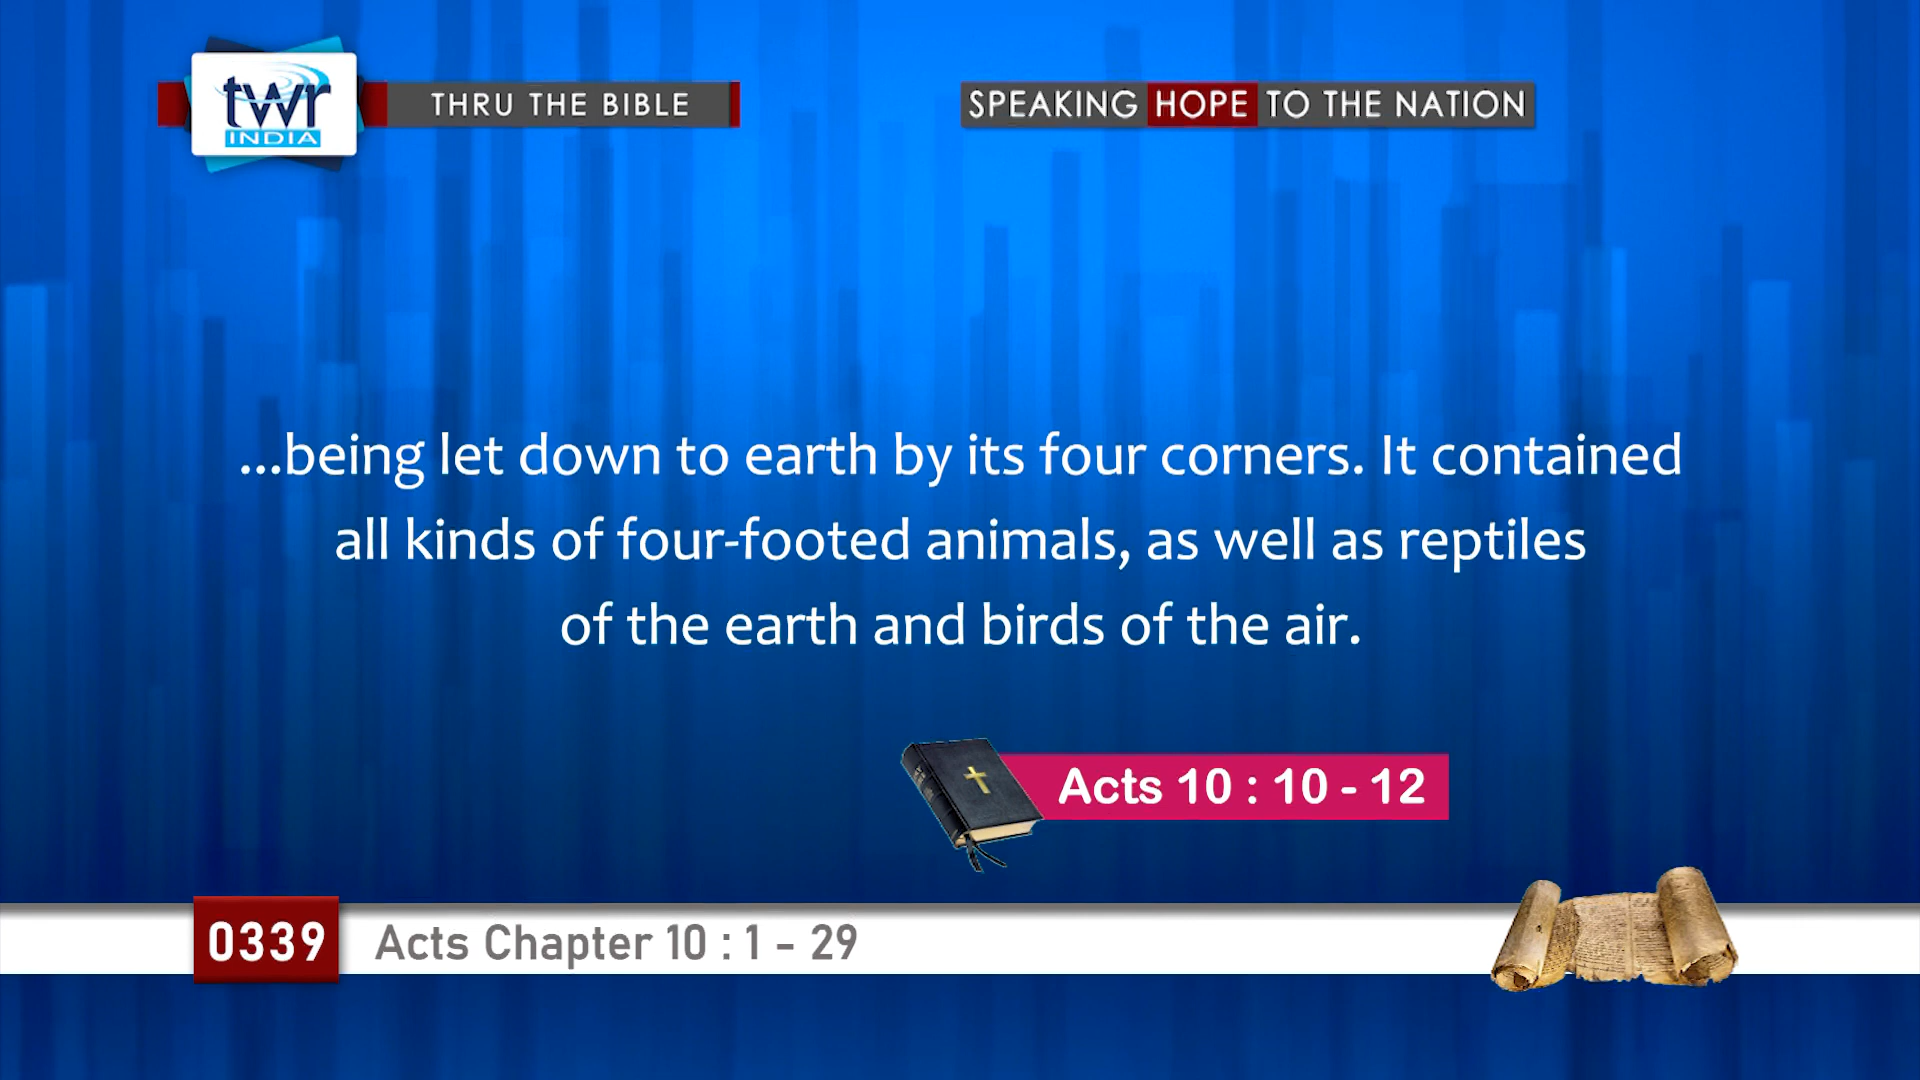 twr
INDIA
THRU THE BIBLE
SPEAKING HOPE TO THE NATION
...being let down to earth by its four corners. It contained
all kinds of four-footed animals, as well as reptiles
of the earth and birds of the air.
Acts 10 : 10 - 12
0339
Acts Chapter 10 : 1 - 29